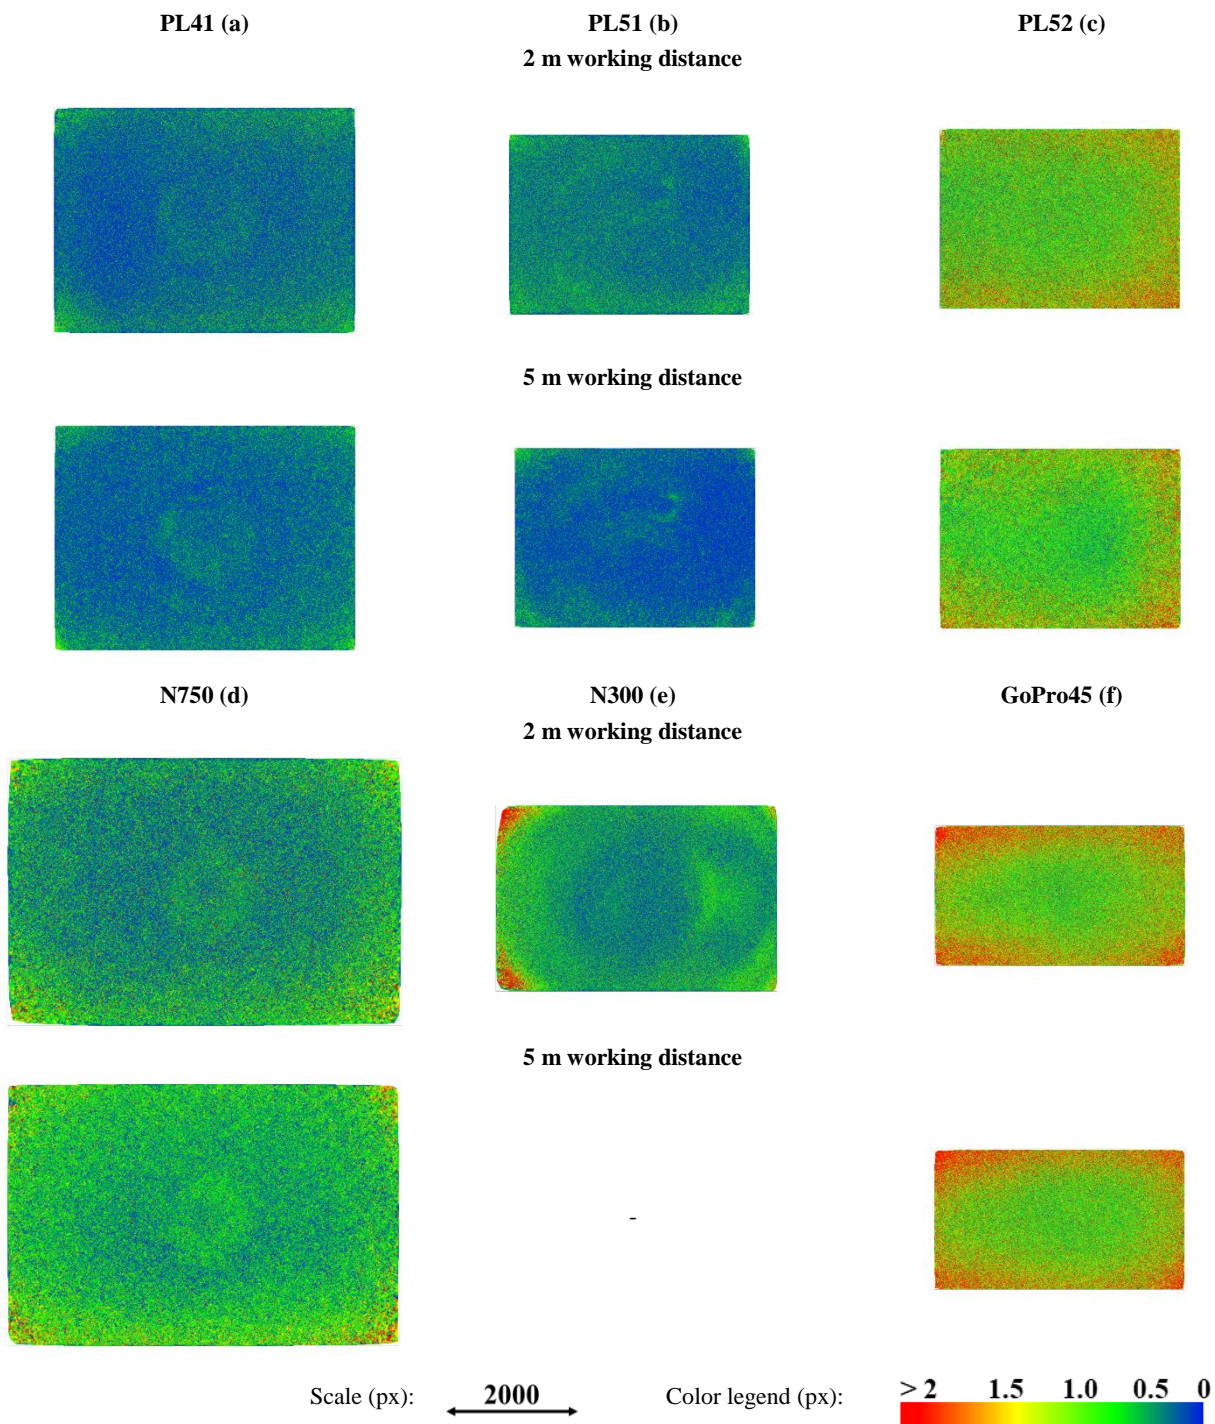 PL41 (a) PL51 (b) PL52 (c)
2 m working distance
5 m working distance
N750 (d) N300 (e) GoPro45 (f)
2 m working distance
5 m working distance
-
Scale (px): 2000 Color legend (px): > 2 1.5 1.0 0.5 0